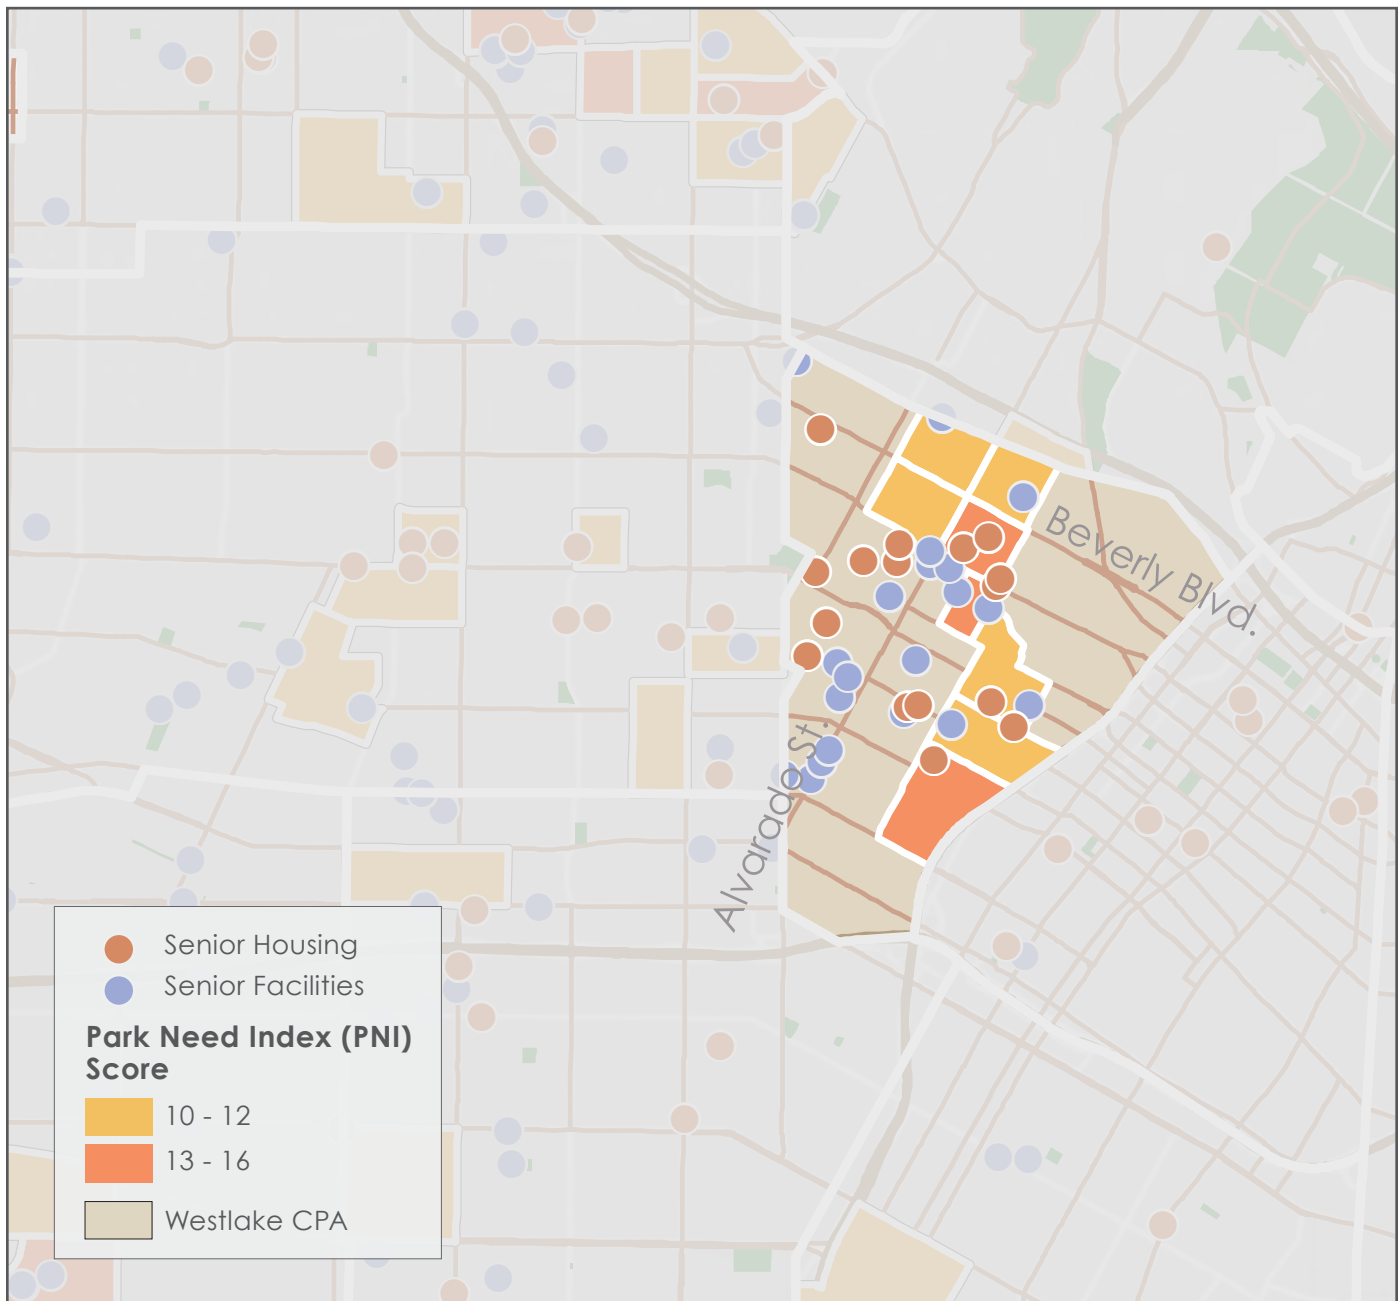 Beverly Blvd.
Alvarado St.
Senior Housing
Senior Facilities
Park Need Index (PNI)
Score
10 - 12
13 - 16
Westlake CPA